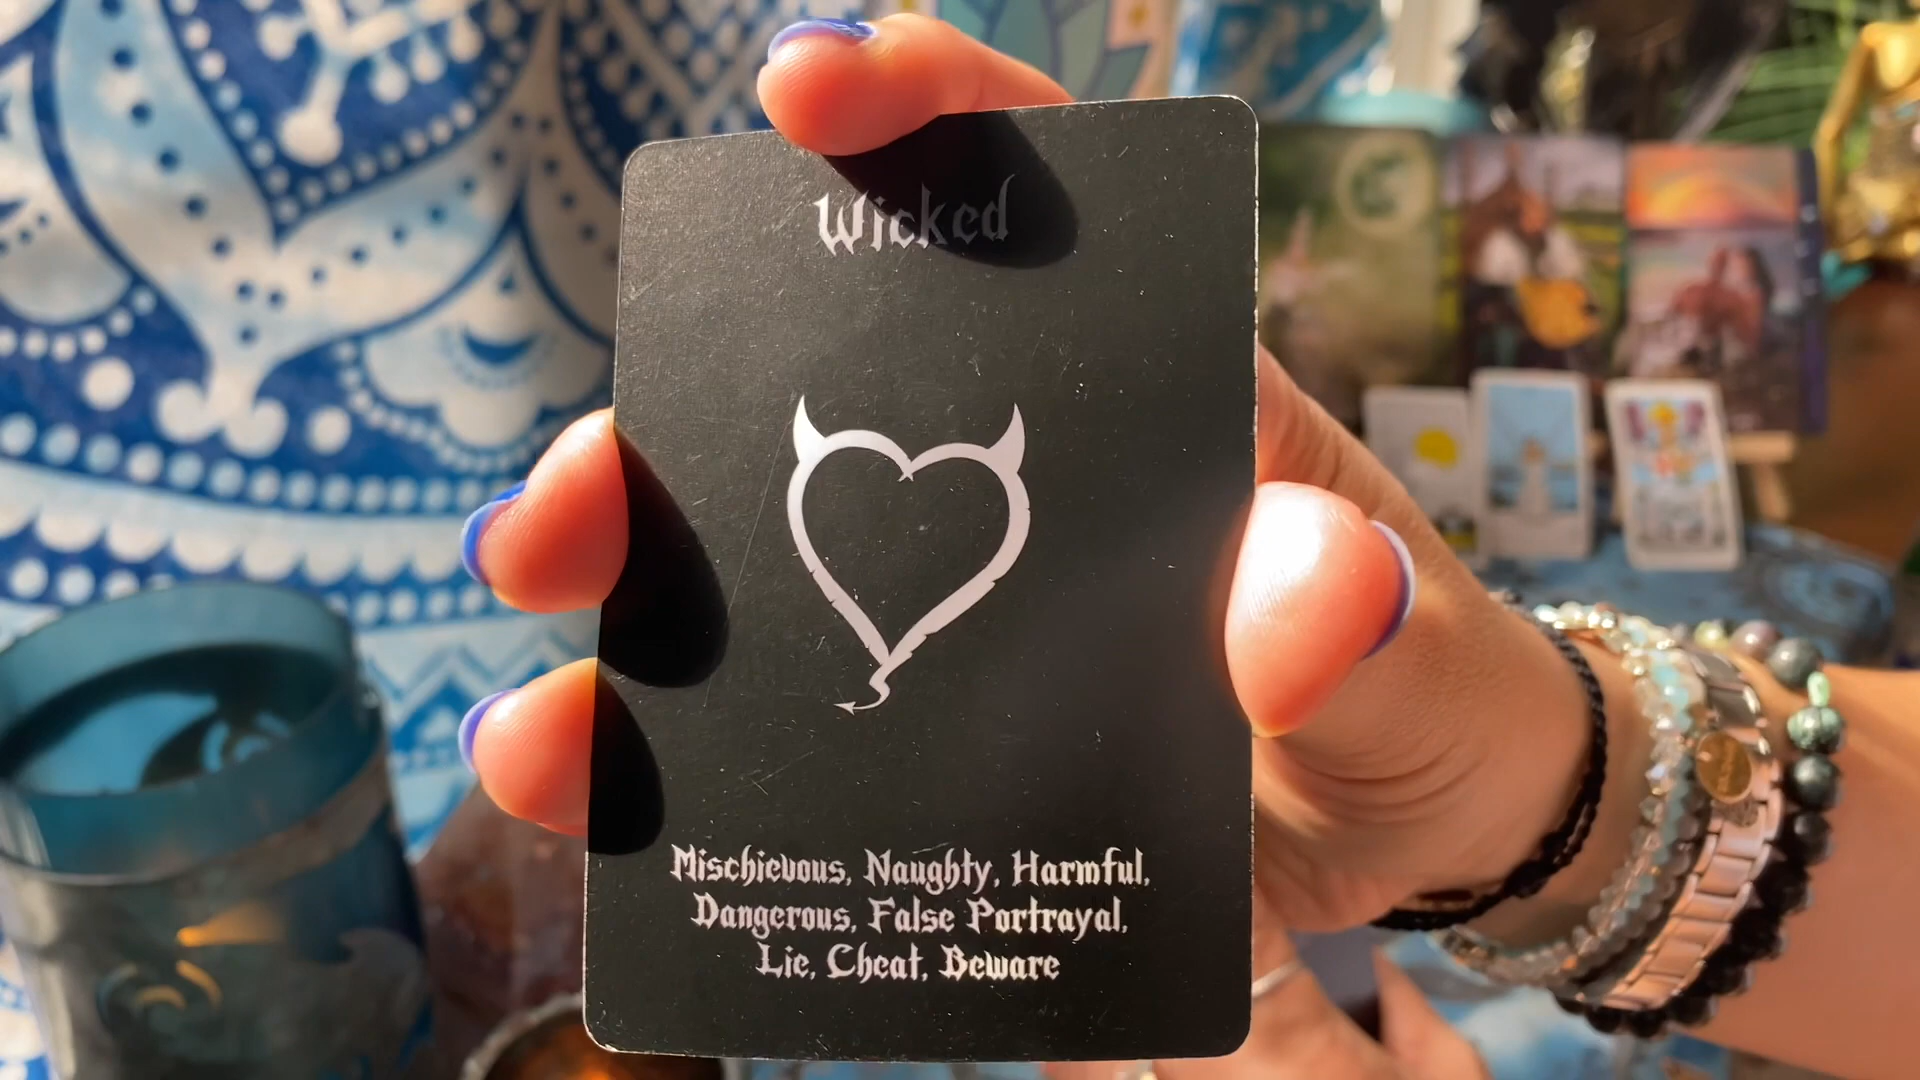 Wicked
Mischievous, Naughty, Harmful,
Dangerous, False Portrayal,
Lie, Cheat, Beware